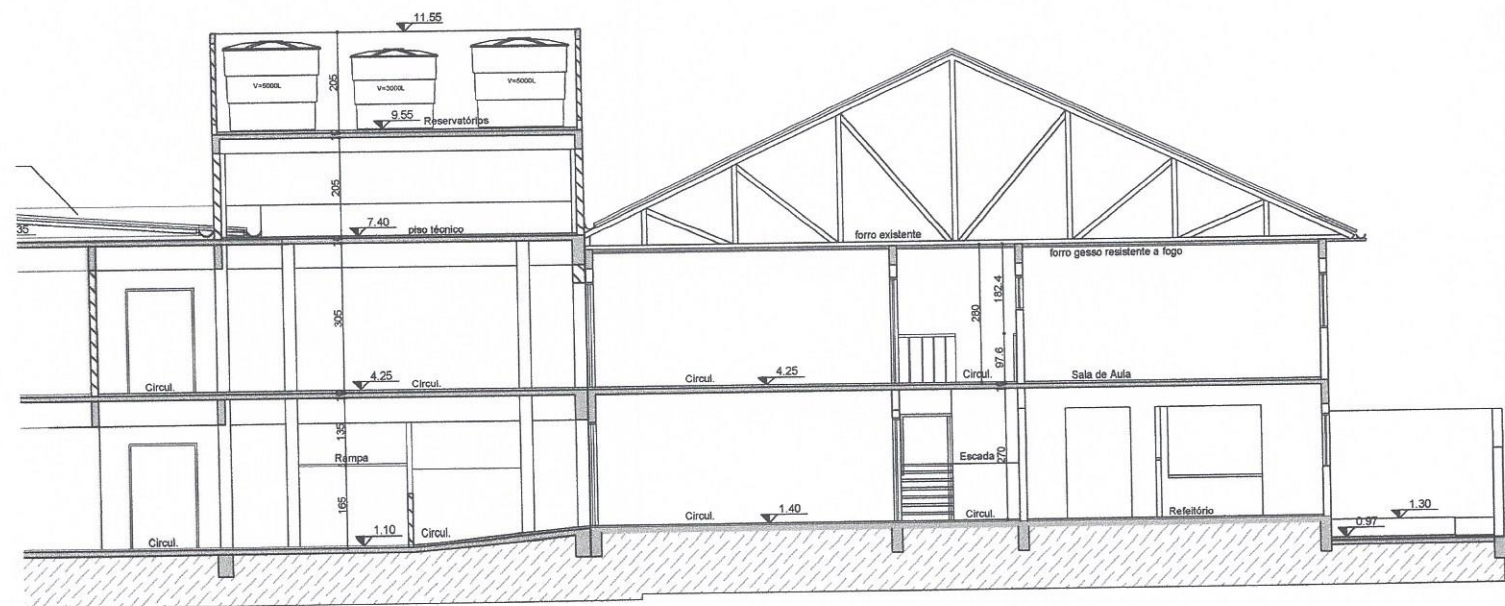 11.55
V=5000L
V=3000L
V=5000L
205
9.55
Reservatórios
205
35
7.40
piso técnico
forro existente
forro gesso resistente a fogo
305
280
182.4
97.6
Circul.
4.25
Circul.
Circul.
4.25
Circul.
Sala de Aula
135
Rampa
Escada
270
165
Circul.
1.10
Circul.
Circul.
1.40
Circul.
Refeitório
1.30
0.97